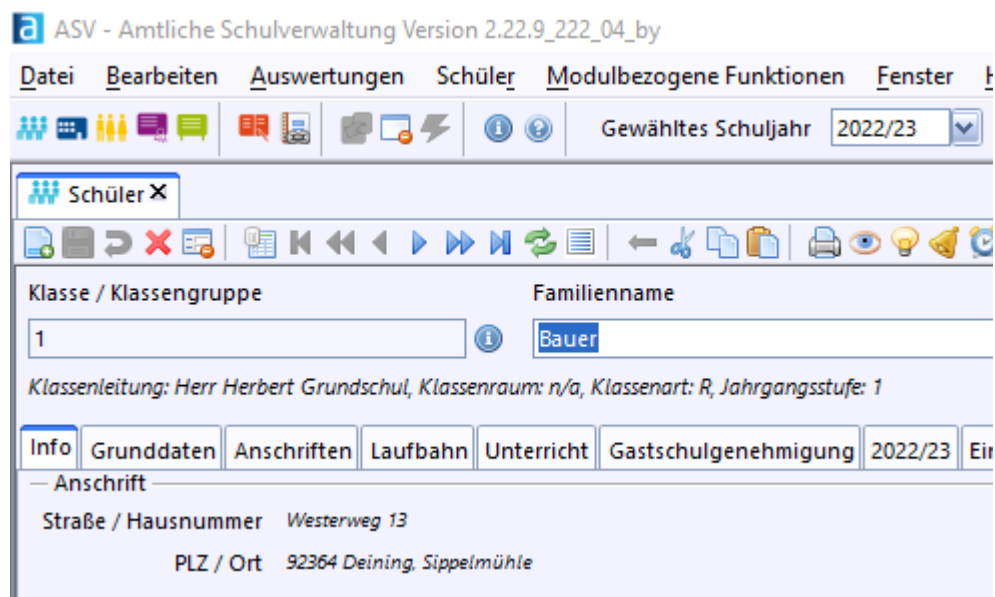 ASV - Amtliche Schulverwaltung Version 2.22.9_222_04_by
Datei Bearbeiten Auswertungen Schüler Modulbezogene Funktionen Fenster
Gewähltes Schuljahr 2022/23
Schüler
Klasse / Klassengruppe Familienname
1 Bauer
Klassenleitung: Herr Herbert Grundschul, Klassenraum: n/a, Klassenart: R, Jahrgangsstufe: 1
Info Grunddaten Anschriften Laufbahn Unterricht Gastschulgenehmigung 2022/23
Anschrift
Straße / Hausnummer Westerweg 13
PLZ / Ort 92364 Deining, Sippelmühle